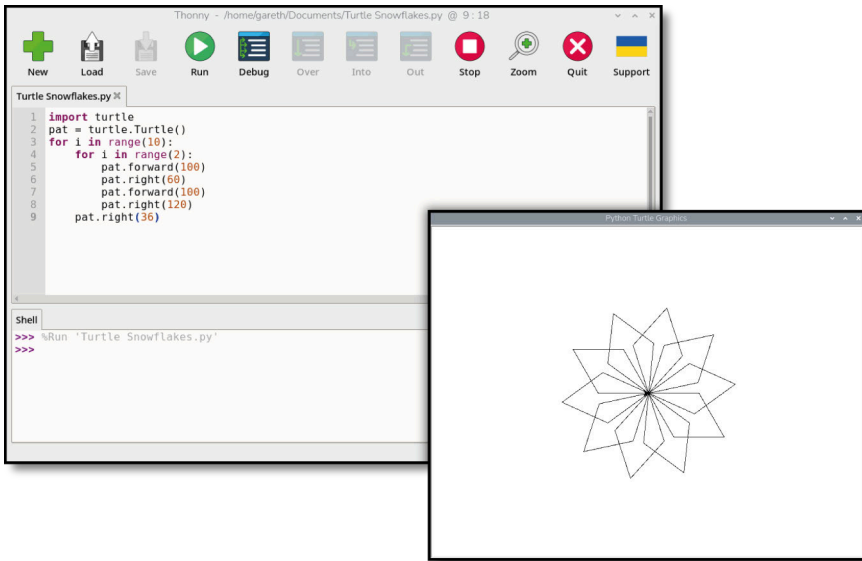 Thonny - /home/gareth/Documents/Turtle Snowflakes.py @ 9:18
New Load Save Run Debug Over Into Out Stop Zoom Quit Support
Turtle Snowflakes.py
1 import turtle
2 pat = turtle.Turtle()
3 for i in range(10):
4     for i in range(2):
5         pat.forward(100)
6         pat.right(60)
7         pat.forward(100)
8         pat.right(120)
9     pat.right(36)
Shell
>>> %Run 'Turtle Snowflakes.py'
>>>
Python Turtle Graphics